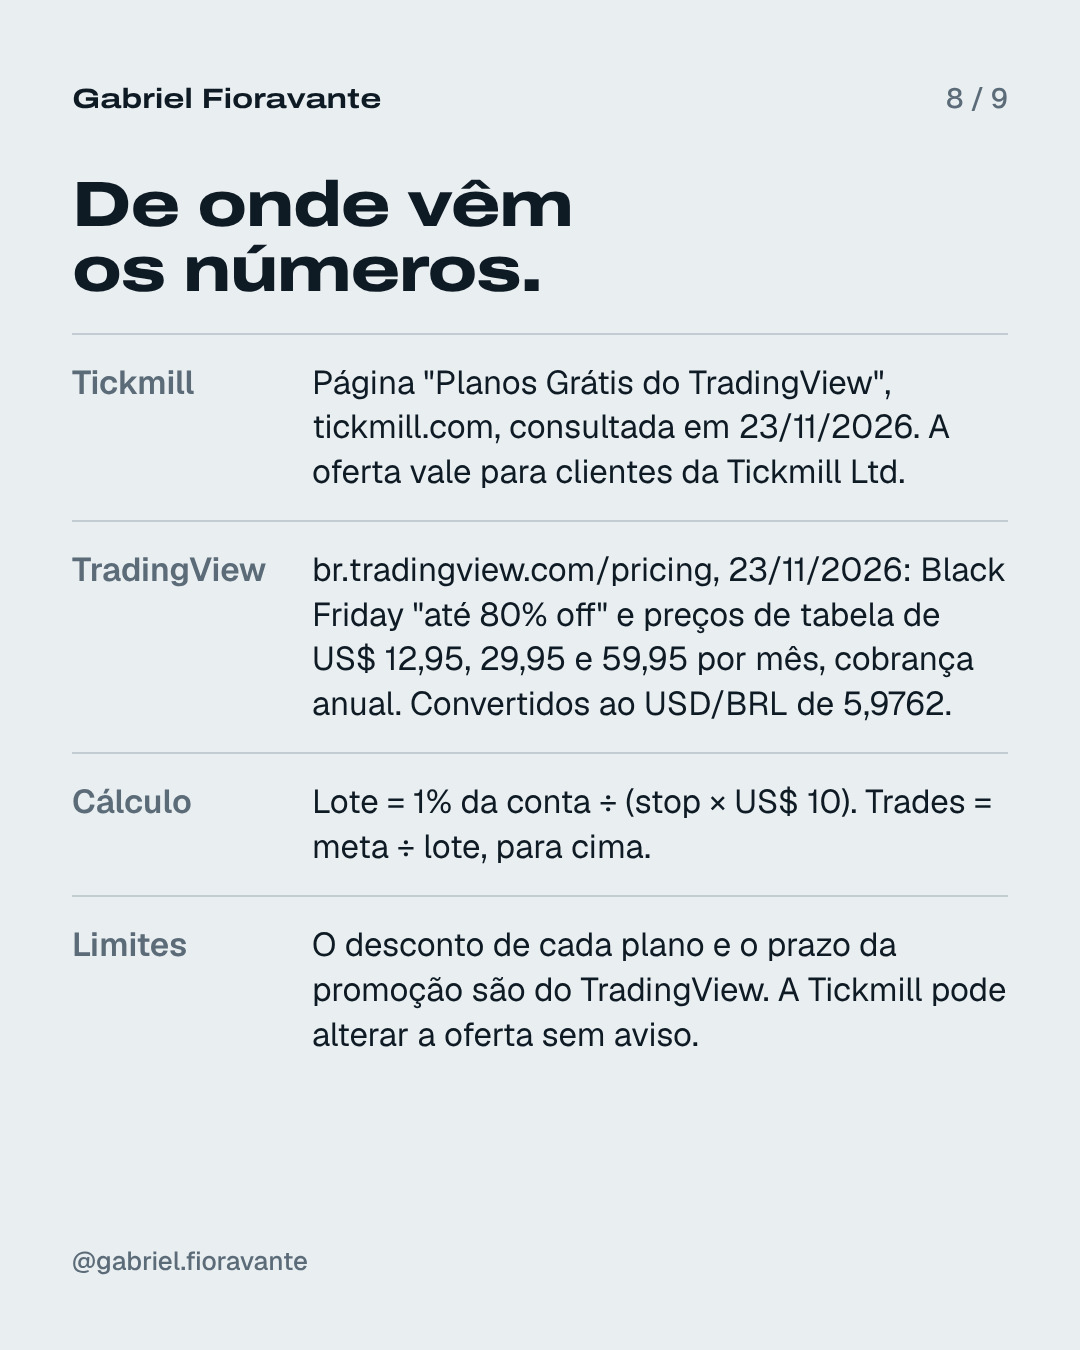 Gabriel Fioravante
8 / 9
De onde vêm
os números.
Tickmill
Página "Planos Grátis do TradingView",
tickmill.com, consultada em 23/11/2026. A
oferta vale para clientes da Tickmill Ltd.
TradingView
br.tradingview.com/pricing, 23/11/2026: Black
Friday "até 80% off" e preços de tabela de
US$ 12,95, 29,95 e 59,95 por mês, cobrança
anual. Convertidos ao USD/BRL de 5,9762.
Cálculo
Lote = 1% da conta ÷ (stop × US$ 10). Trades =
meta ÷ lote, para cima.
Limites
O desconto de cada plano e o prazo da
promoção são do TradingView. A Tickmill pode
alterar a oferta sem aviso.
@gabriel.fioravante